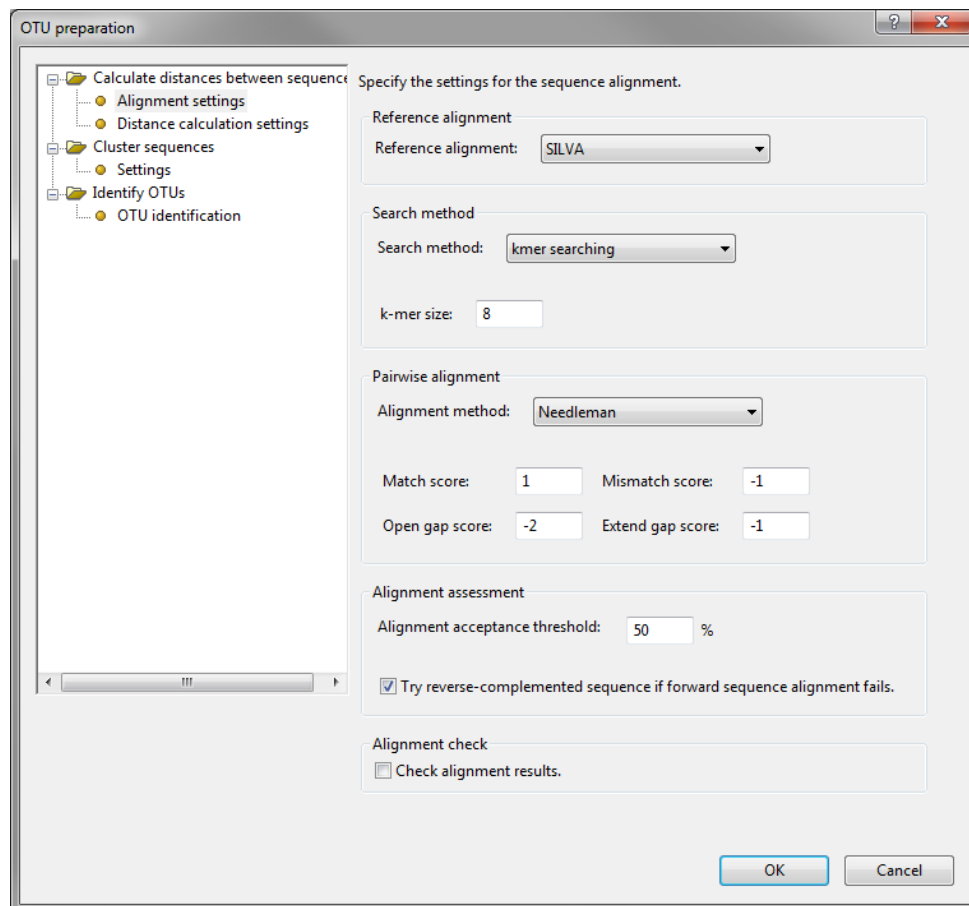 OTU preparation
Calculate distances between sequence
Alignment settings
Distance calculation settings
Cluster sequences
Settings
Identify OTUs
OTU identification
Specify the settings for the sequence alignment.
Reference alignment
Reference alignment: SILVA
Search method
Search method: kmer searching
k-mer size: 8
Pairwise alignment
Alignment method: Needleman
Match score: 1 Mismatch score: -1
Open gap score: -2 Extend gap score: -1
Alignment assessment
Alignment acceptance threshold: 50 %
Try reverse-complemented sequence if forward sequence alignment fails.
Alignment check
Check alignment results.
OK Cancel